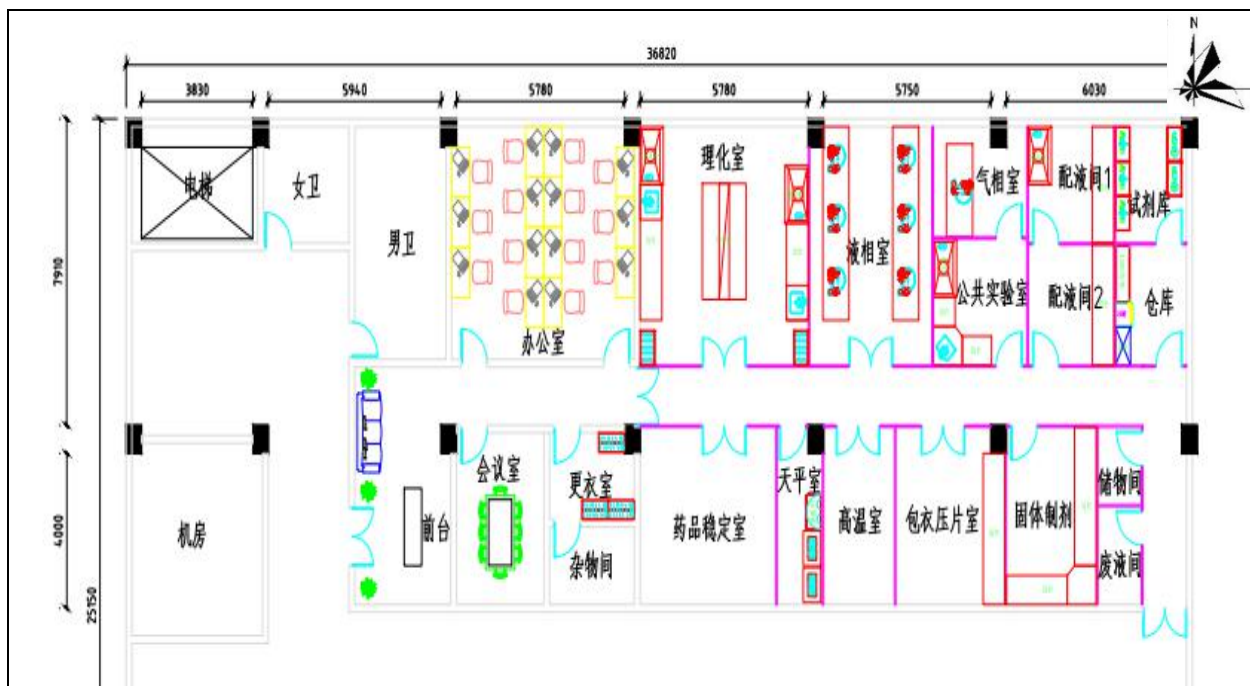 N
36820
3830
5940
5780
5780
5750
6030
7910
4000
25150
电梯
女卫
男卫
办公室
理化室
液相室
气相室
配液间1
试剂库
公共实验室
配液间2
仓库
机房
前台
会议室
更衣室
杂物间
药品稳定室
天平室
高温室
包衣压片室
固体制剂
储物间
废液间